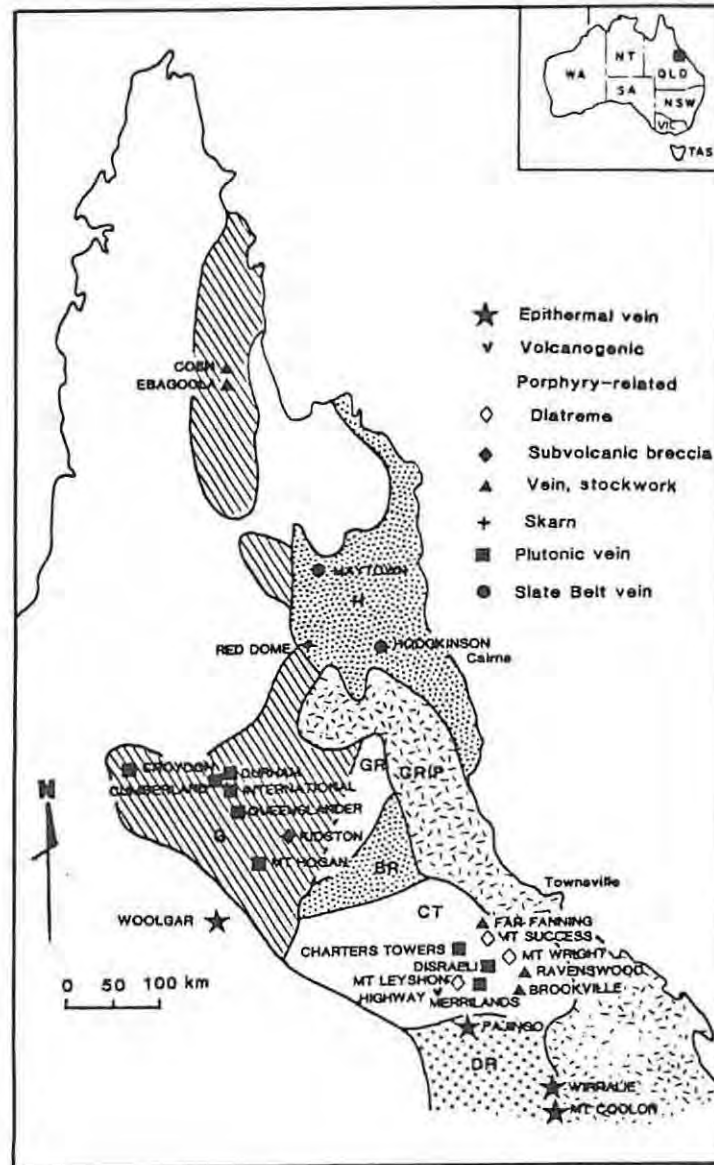 NT
WA
QLD
SA
NSW
VIC
TAS
Epithermal vein
Volcanogenic
Porphyry-related
Diatreme
Subvolcanic breccia
Vein, stockwork
Skarn
Plutonic vein
Slate Belt vein
COEN
EBAGOOLA
MAYTOWN
H
RED DOME
HODGKINSON
Cairns
N
CROYDON
DURHAM
CUMBERLAND
INTERNATIONAL
GR
CRIP
QUEENSLANDER
G
KIDSTON
BR
MT HOGAN
Townsville
WOOLGAR
CT
FAR FANNING
MT SUCCESS
CHARTERS TOWERS
MT WRIGHT
DISRAELI
RAVENSWOOD
MT LEYSHON
BROOKVILLE
HIGHWAY
MERRILANDS
0 50 100 km
PAJINGO
DR
WIRRALIE
MT COOLON